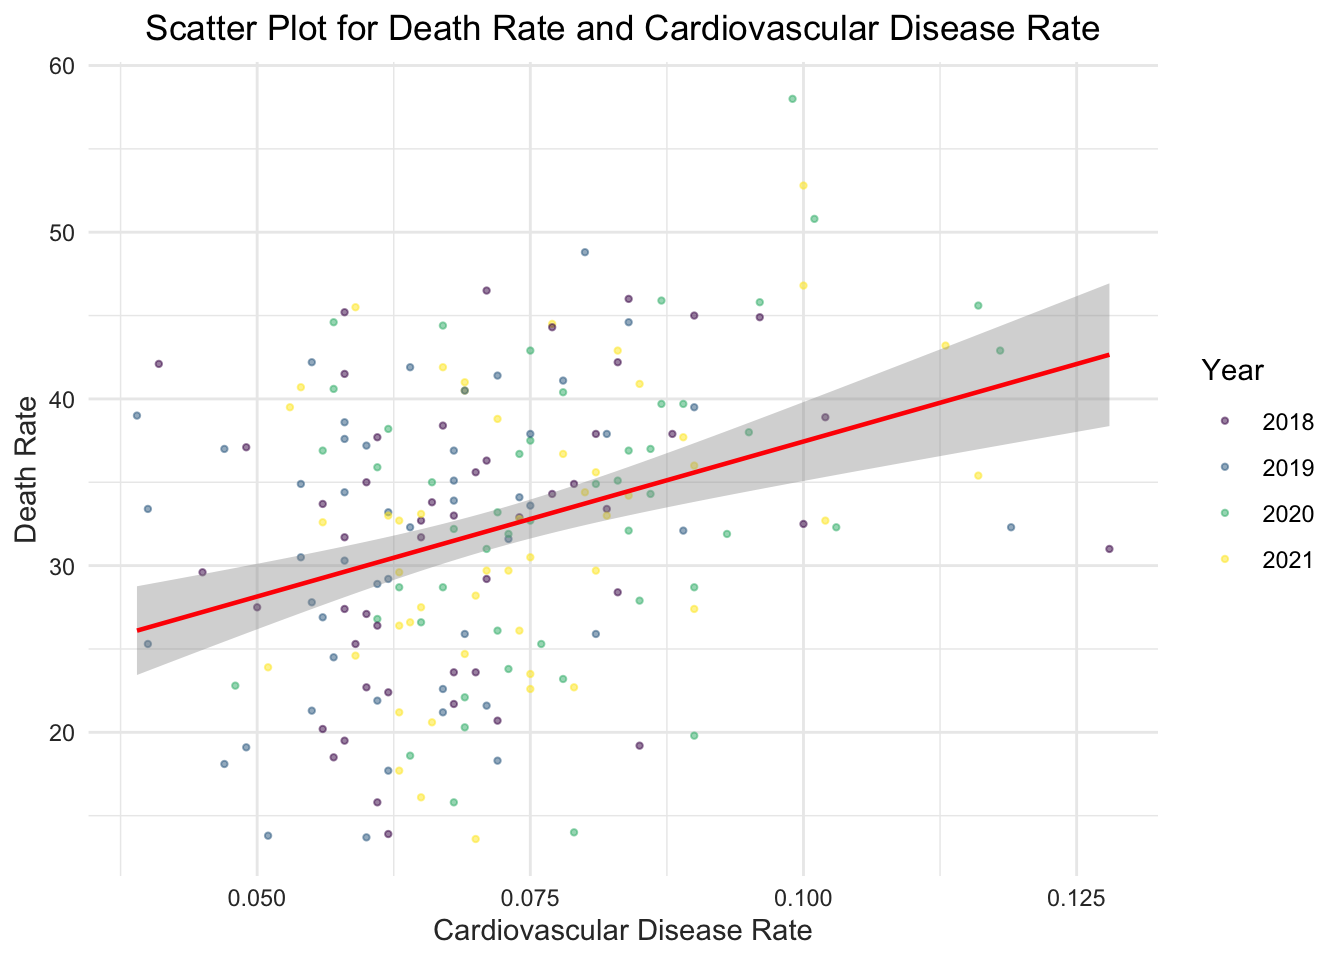 Scatter Plot for Death Rate and Cardiovascular Disease Rate
60
50
40
30
20
Death Rate
0.050 0.075 0.100 0.125
Cardiovascular Disease Rate
Year
2018
2019
2020
2021